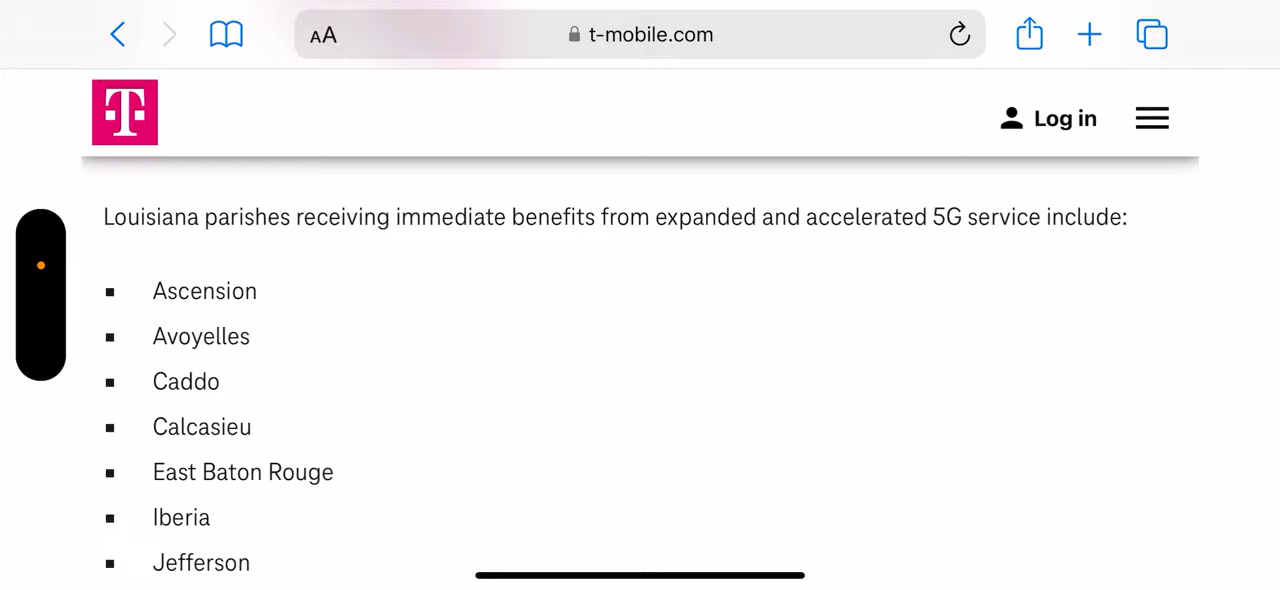 AA
t-mobile.com
T
Log in
Louisiana parishes receiving immediate benefits from expanded and accelerated 5G service include:
▪ Ascension
▪ Avoyelles
▪ Caddo
▪ Calcasieu
▪ East Baton Rouge
▪ Iberia
▪ Jefferson